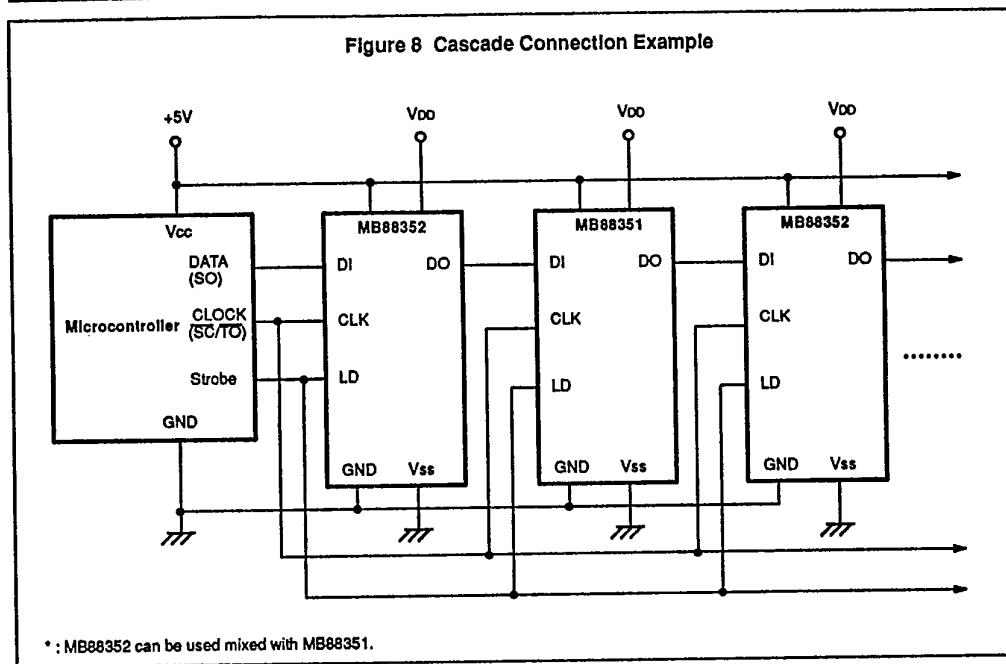 Figure 8 Cascade Connection Example
+5V
VDD
VDD
VDD
Vcc
DATA
(SO)
Microcontroller
CLOCK
(SC/TO)
Strobe
GND
MB88352
DI
DO
CLK
LD
GND
Vss
MB88351
DI
DO
CLK
LD
GND
Vss
MB88352
DI
DO
CLK
LD
GND
Vss
........
* : MB88352 can be used mixed with MB88351.